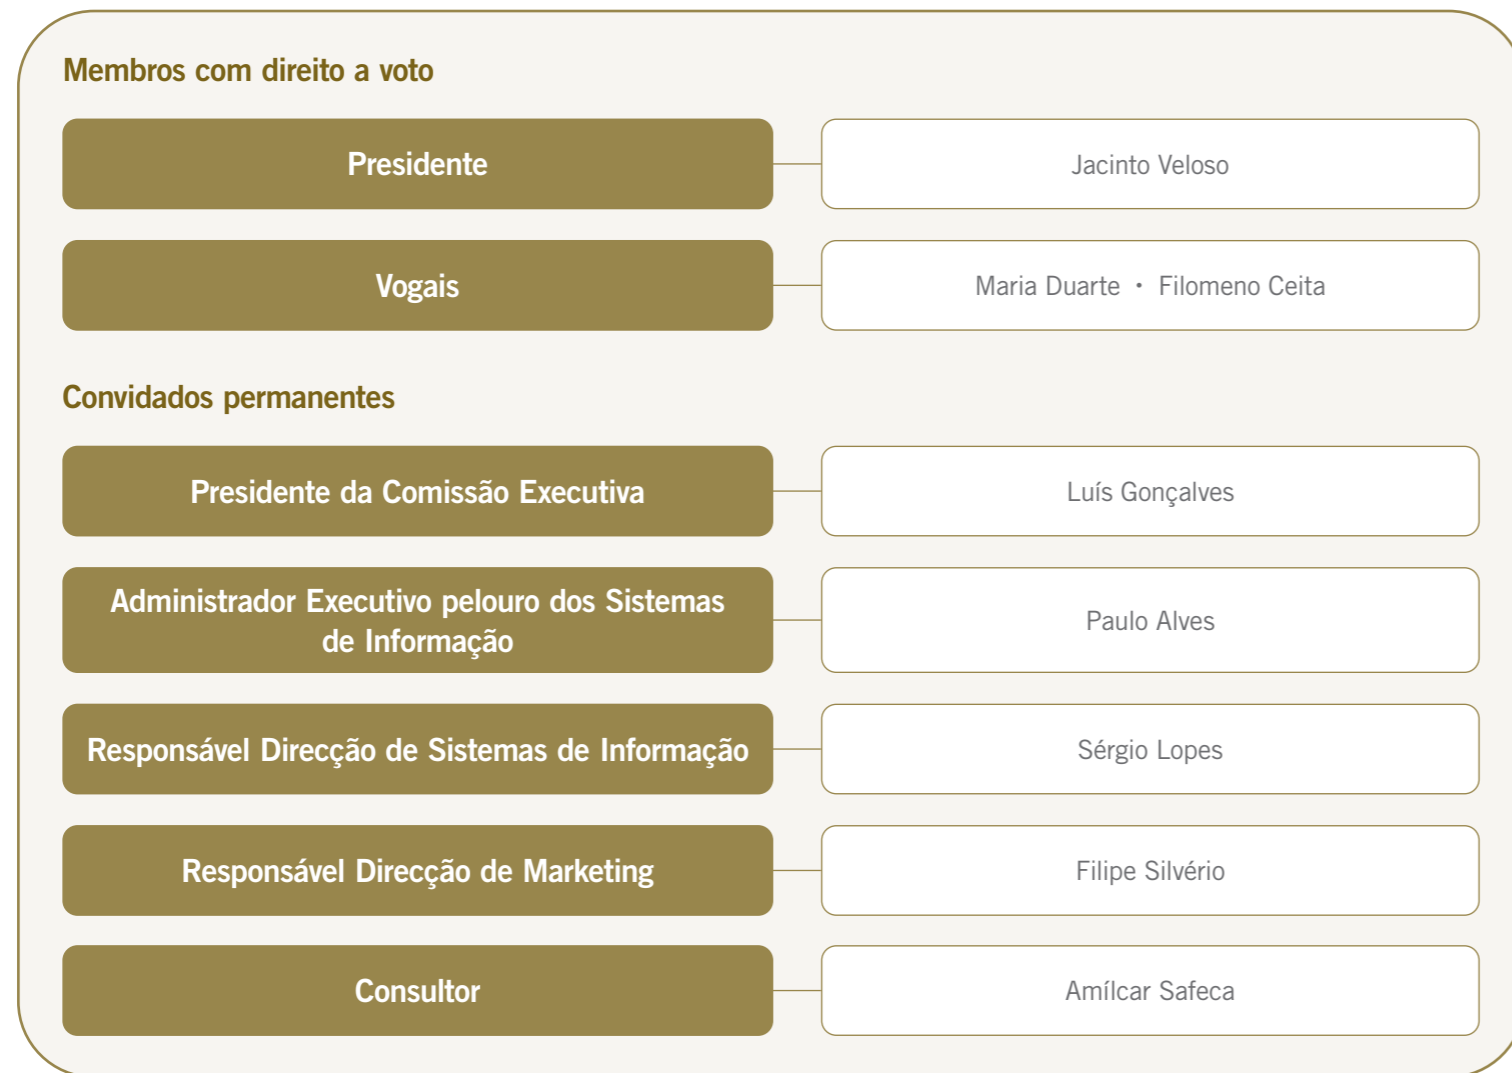 Membros com direito a voto
Presidente
Jacinto Veloso
Vogais
Maria Duarte • Filomeno Ceita
Convidados permanentes
Presidente da Comissão Executiva
Luís Gonçalves
Administrador Executivo pelouro dos Sistemas
de Informação
Paulo Alves
Responsável Direcção de Sistemas de Informação
Sérgio Lopes
Responsável Direcção de Marketing
Filipe Silvério
Consultor
Amílcar Safeca